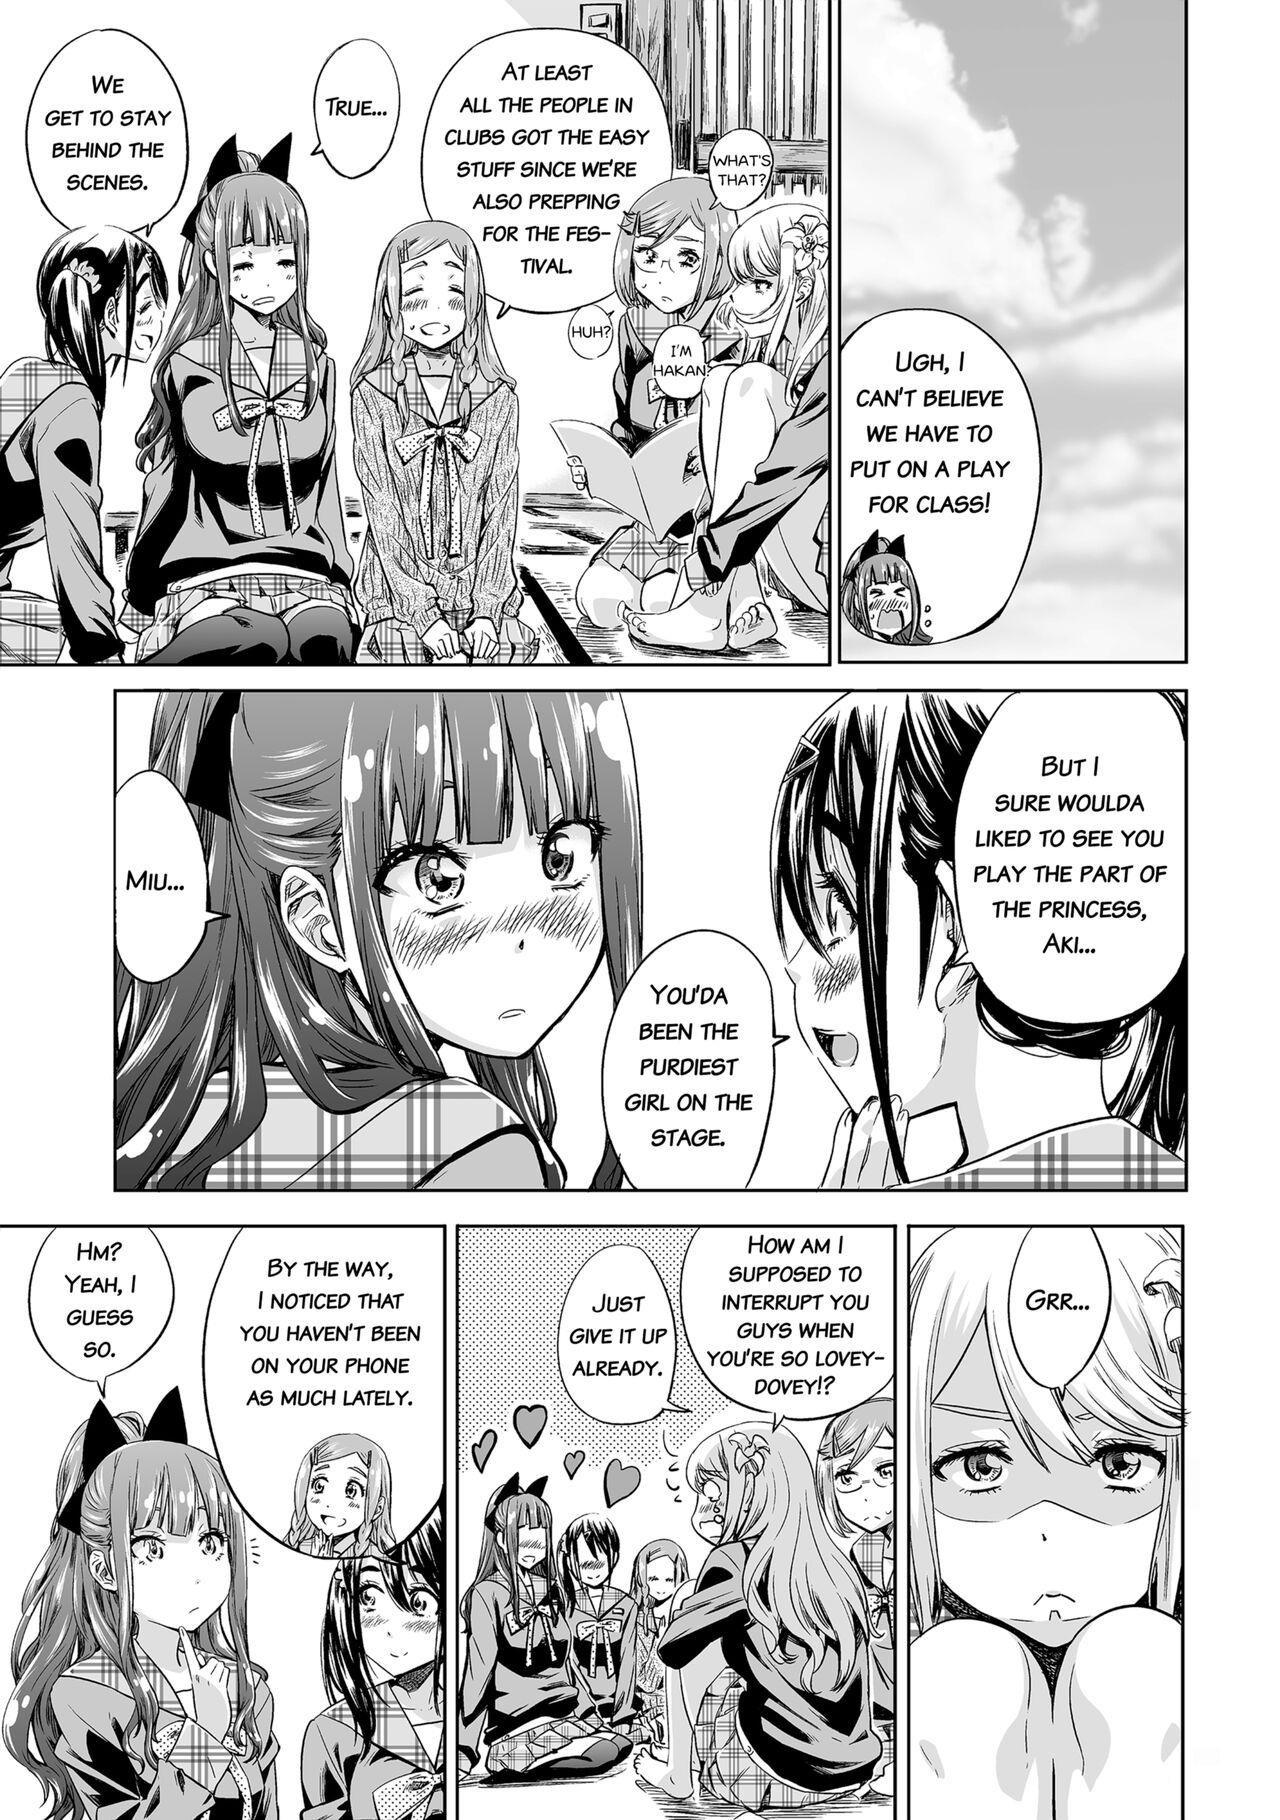 Ugh, I
can't believe
we have to
put on a play
for class!
At least
all the people in
clubs got the easy
stuff since we're
also prepping
for the fes-
tival.
What's
that?
Huh?
I'm
Hakan?
True...
We
get to stay
behind the
scenes.
But I
sure woulda
liked to see you
play the part of
the princess,
Aki...
You'da
been the
purdiest
girl on the
stage.
Miu...
Grr...
How am I
supposed to
interrupt you
guys when
you're so lovey-
dovey!?
Just
give it up
already.
By the way,
I noticed that
you haven't been
on your phone
as much lately.
Hm?
Yeah, I
guess
so.